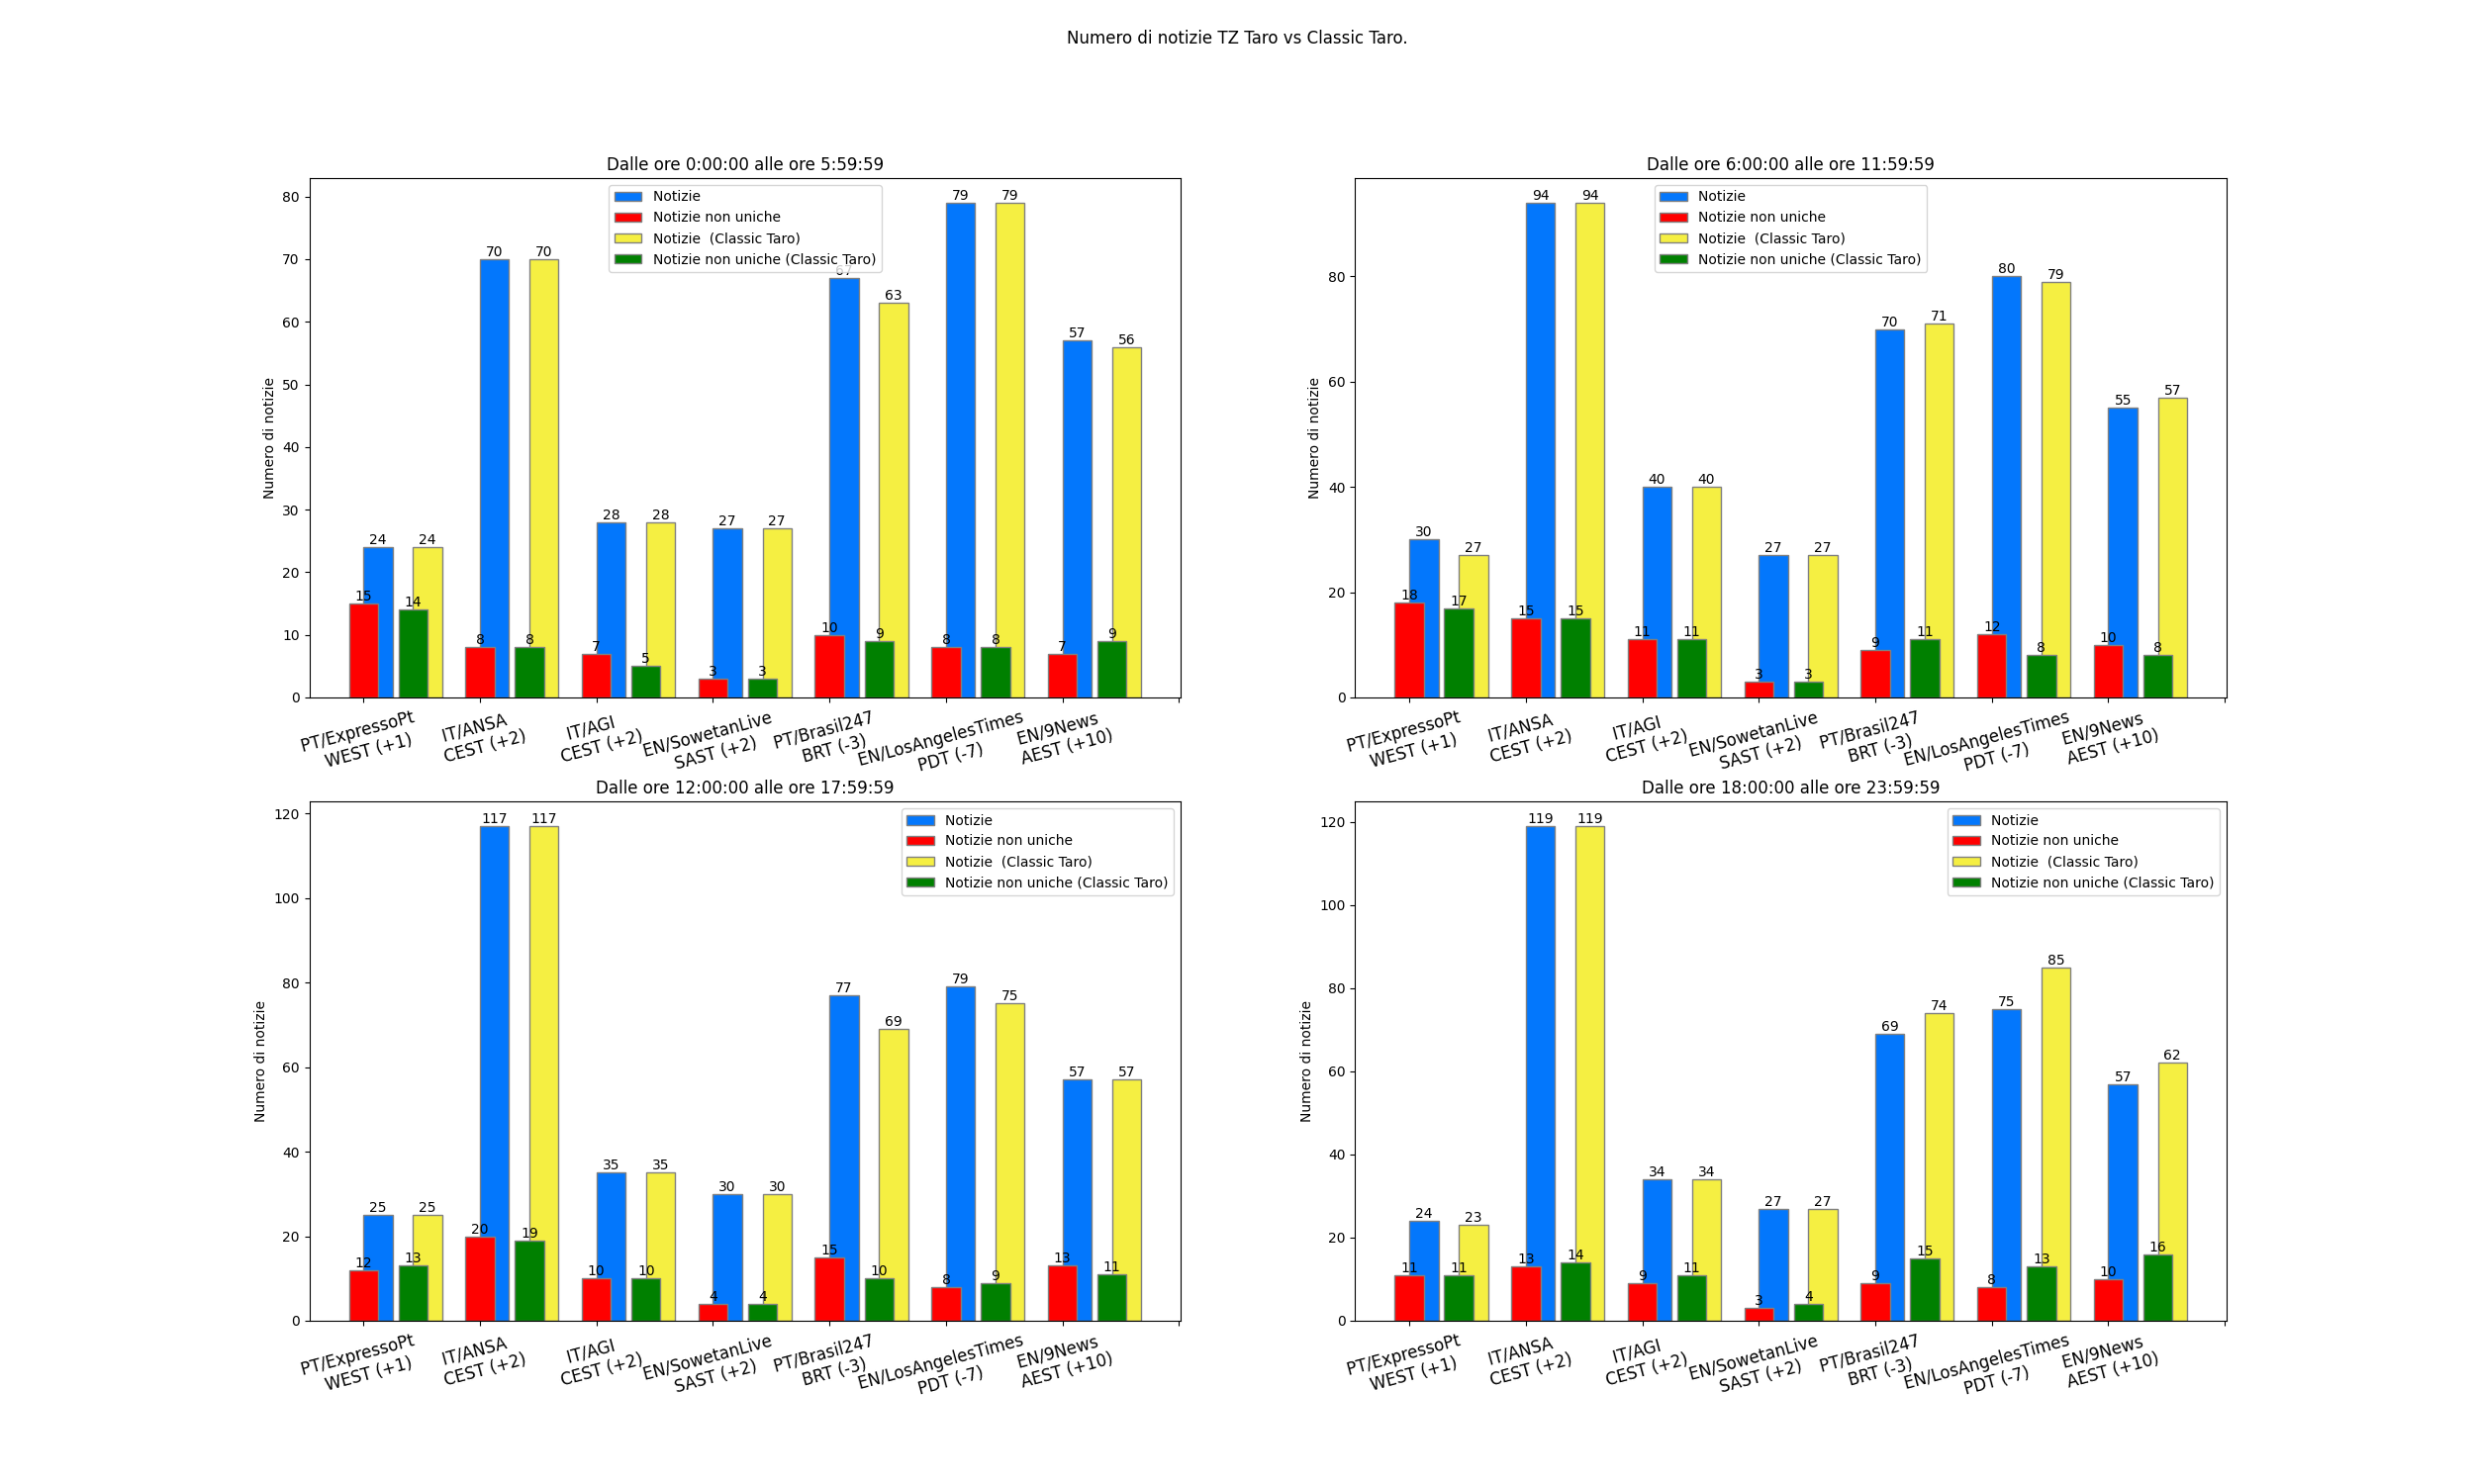 Numero di notizie TZ Taro vs Classic Taro.
Dalle ore 0:00:00 alle ore 5:59:59
Numero di notizie
80
70
60
50
40
30
20
10
0
Notizie
Notizie non uniche
Notizie (Classic Taro)
Notizie non uniche (Classic Taro)
24 24 70 70 28 28 27 27 67 63 79 79 57 56
15 14 8 8 7 5 3 3 10 9 8 8 7 9
PT/ExpressoPt
WEST (+1)
IT/ANSA
CEST (+2)
IT/AGI
CEST (+2)
EN/SowetanLive
SAST (+2)
PT/Brasil247
BRT (-3)
EN/LosAngelesTimes
PDT (-7)
EN/9News
AEST (+10)
Dalle ore 6:00:00 alle ore 11:59:59
Numero di notizie
80
60
40
20
0
Notizie
Notizie non uniche
Notizie (Classic Taro)
Notizie non uniche (Classic Taro)
30 27 94 94 40 40 27 27 70 71 80 79 55 57
18 17 15 15 11 11 3 3 9 11 12 8 10 8
PT/ExpressoPt
WEST (+1)
IT/ANSA
CEST (+2)
IT/AGI
CEST (+2)
EN/SowetanLive
SAST (+2)
PT/Brasil247
BRT (-3)
EN/LosAngelesTimes
PDT (-7)
EN/9News
AEST (+10)
Dalle ore 12:00:00 alle ore 17:59:59
Numero di notizie
120
100
80
60
40
20
0
Notizie
Notizie non uniche
Notizie (Classic Taro)
Notizie non uniche (Classic Taro)
25 25 117 117 35 35 30 30 77 69 79 75 57 57
12 13 20 19 10 10 4 4 15 10 8 9 13 11
PT/ExpressoPt
WEST (+1)
IT/ANSA
CEST (+2)
IT/AGI
CEST (+2)
EN/SowetanLive
SAST (+2)
PT/Brasil247
BRT (-3)
EN/LosAngelesTimes
PDT (-7)
EN/9News
AEST (+10)
Dalle ore 18:00:00 alle ore 23:59:59
Numero di notizie
120
100
80
60
40
20
0
Notizie
Notizie non uniche
Notizie (Classic Taro)
Notizie non uniche (Classic Taro)
24 23 119 119 34 34 27 27 69 74 75 85 57 62
11 11 13 14 9 11 3 4 9 15 8 13 10 16
PT/ExpressoPt
WEST (+1)
IT/ANSA
CEST (+2)
IT/AGI
CEST (+2)
EN/SowetanLive
SAST (+2)
PT/Brasil247
BRT (-3)
EN/LosAngelesTimes
PDT (-7)
EN/9News
AEST (+10)